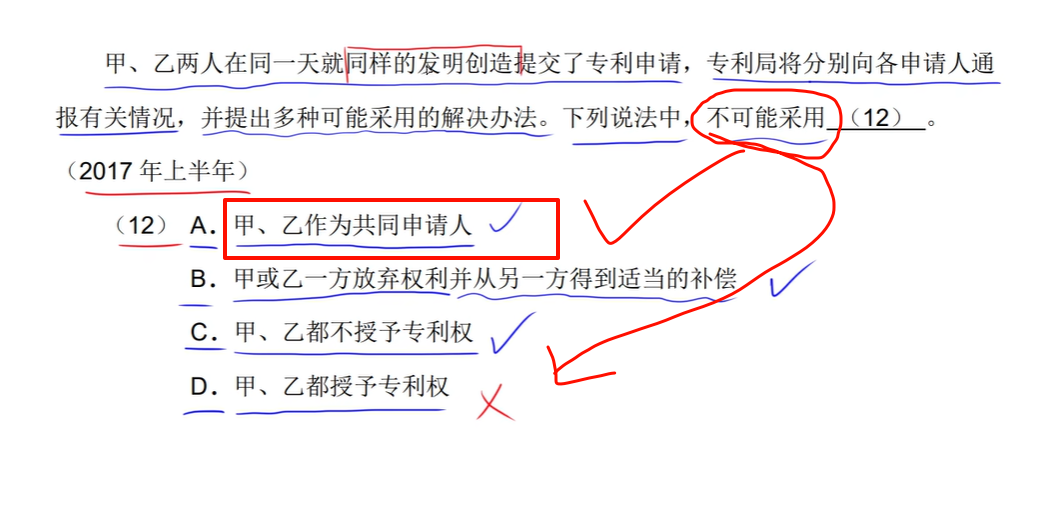 甲、乙两人在同一天就同样的发明创造提交了专利申请，专利局将分别向各申请人通
报有关情况，并提出多种可能采用的解决办法。下列说法中，不可能采用（12）。
（2017 年上半年）
（12）A. 甲、乙作为共同申请人
B. 甲或乙一方放弃权利并从另一方得到适当的补偿
C. 甲、乙都不授予专利权
D. 甲、乙都授予专利权